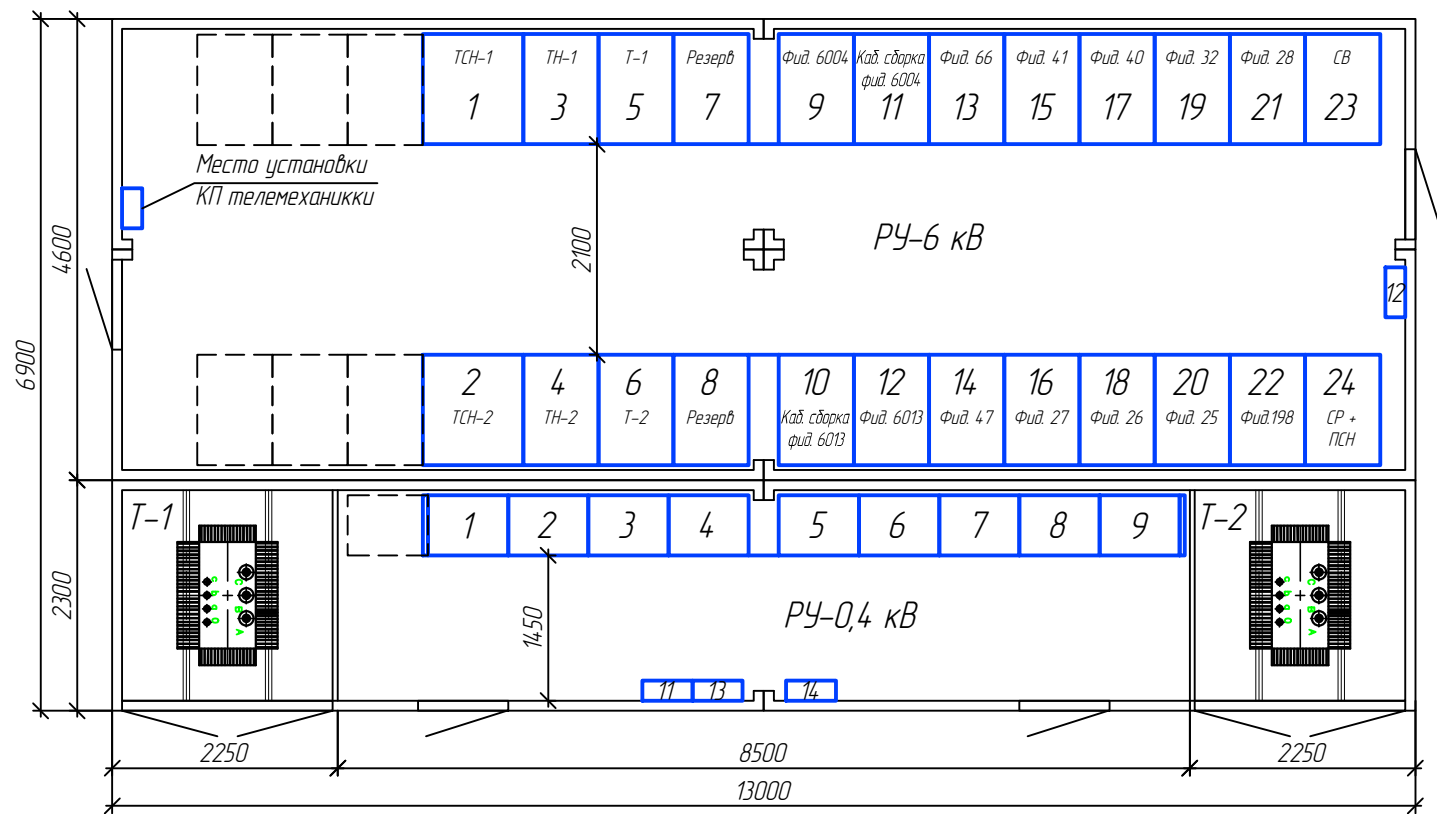 ТСН-1
ТН-1
Т-1
Резерв
Фид. 6004
Каб. сборка
фид. 6004
Фид. 66
Фид. 41
Фид. 40
Фид. 32
Фид. 28
СВ
1
3
5
7
9
11
13
15
17
19
21
23
Место установки
КП телемеханикки
РУ-6 кВ
2100
4600
6900
12
2
4
6
8
10
12
14
16
18
20
22
24
ТСН-2
ТН-2
Т-2
Резерв
Каб. сборка
фид. 6013
Фид. 6013
Фид. 47
Фид. 27
Фид. 26
Фид. 25
Фид.198
СР +
ПСН
Т-1
1
2
3
4
5
6
7
8
9
Т-2
2300
1450
РУ-0,4 кВ
c
b
a
0
C
B
A
c
b
a
0
C
B
A
11
13
14
2250
8500
2250
13000